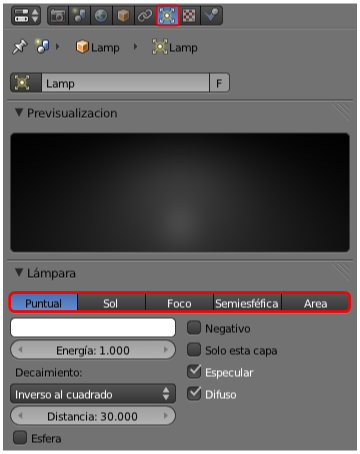 Lamp Lamp
Lamp F
Previsualizacion
Lámpara
Puntual Sol Foco Semiesféfica Area
Negativo
Energía: 1.000 Solo esta capa
Decaimiento: Especular
Inverso al cuadrado Difuso
Distancia: 30.000
Esfera